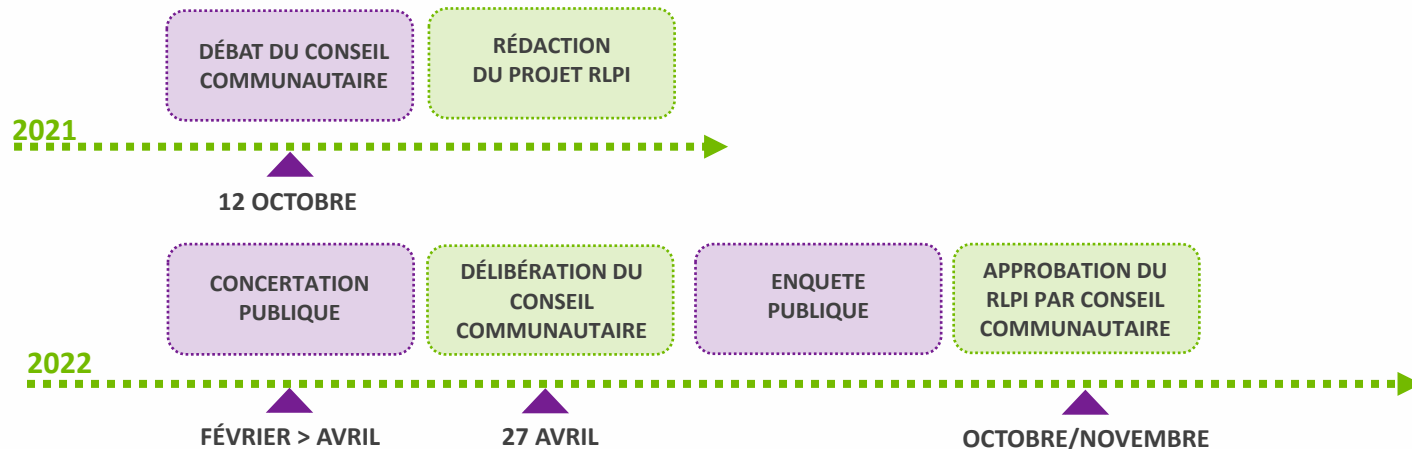 DÉBAT DU CONSEIL
COMMUNAUTAIRE
RÉDACTION
DU PROJET RLPI
2021
12 OCTOBRE
CONCERTATION
PUBLIQUE
DÉLIBÉRATION DU
CONSEIL
COMMUNAUTAIRE
ENQUETE
PUBLIQUE
APPROBATION DU
RLPI PAR CONSEIL
COMMUNAUTAIRE
2022
FÉVRIER > AVRIL
27 AVRIL
OCTOBRE/NOVEMBRE